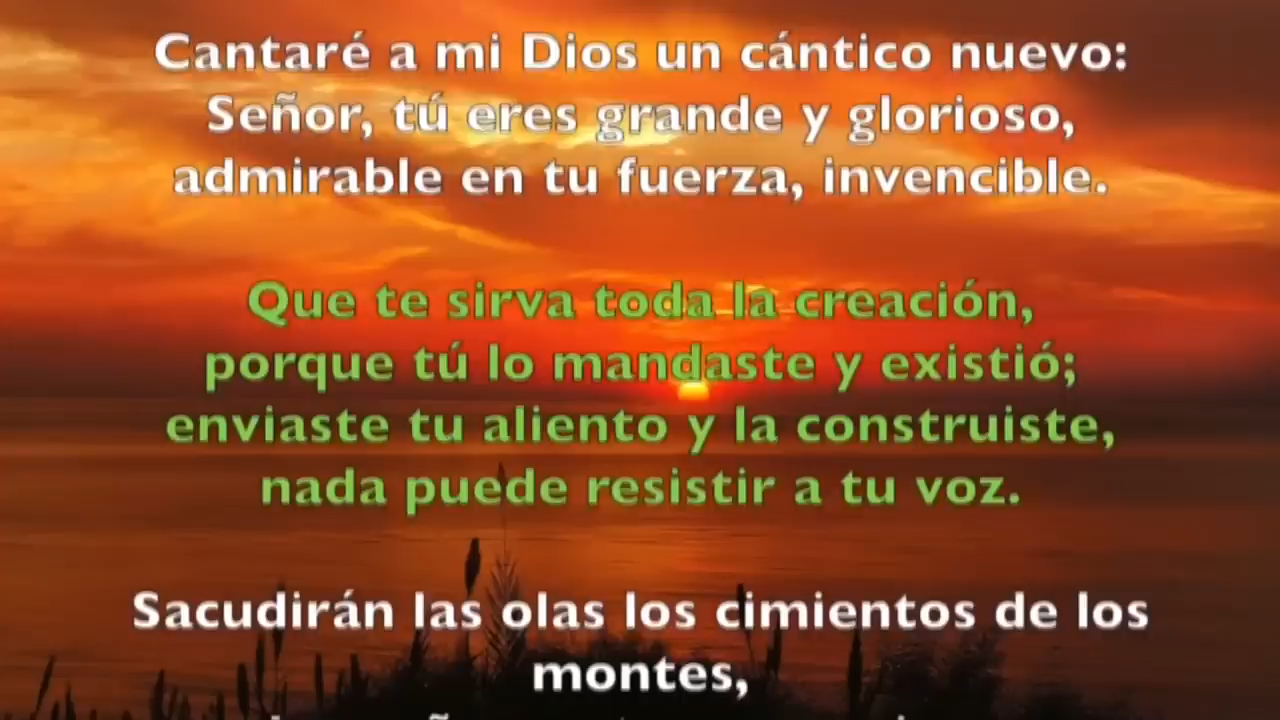 Cantaré a mi Dios un cántico nuevo:
Señor, tú eres grande y glorioso,
admirable en tu fuerza, invencible.
Que te sirva toda la creación,
porque tú lo mandaste y existió;
enviaste tu aliento y la construiste,
nada puede resistir a tu voz.
Sacudirán las olas los cimientos de los
montes,